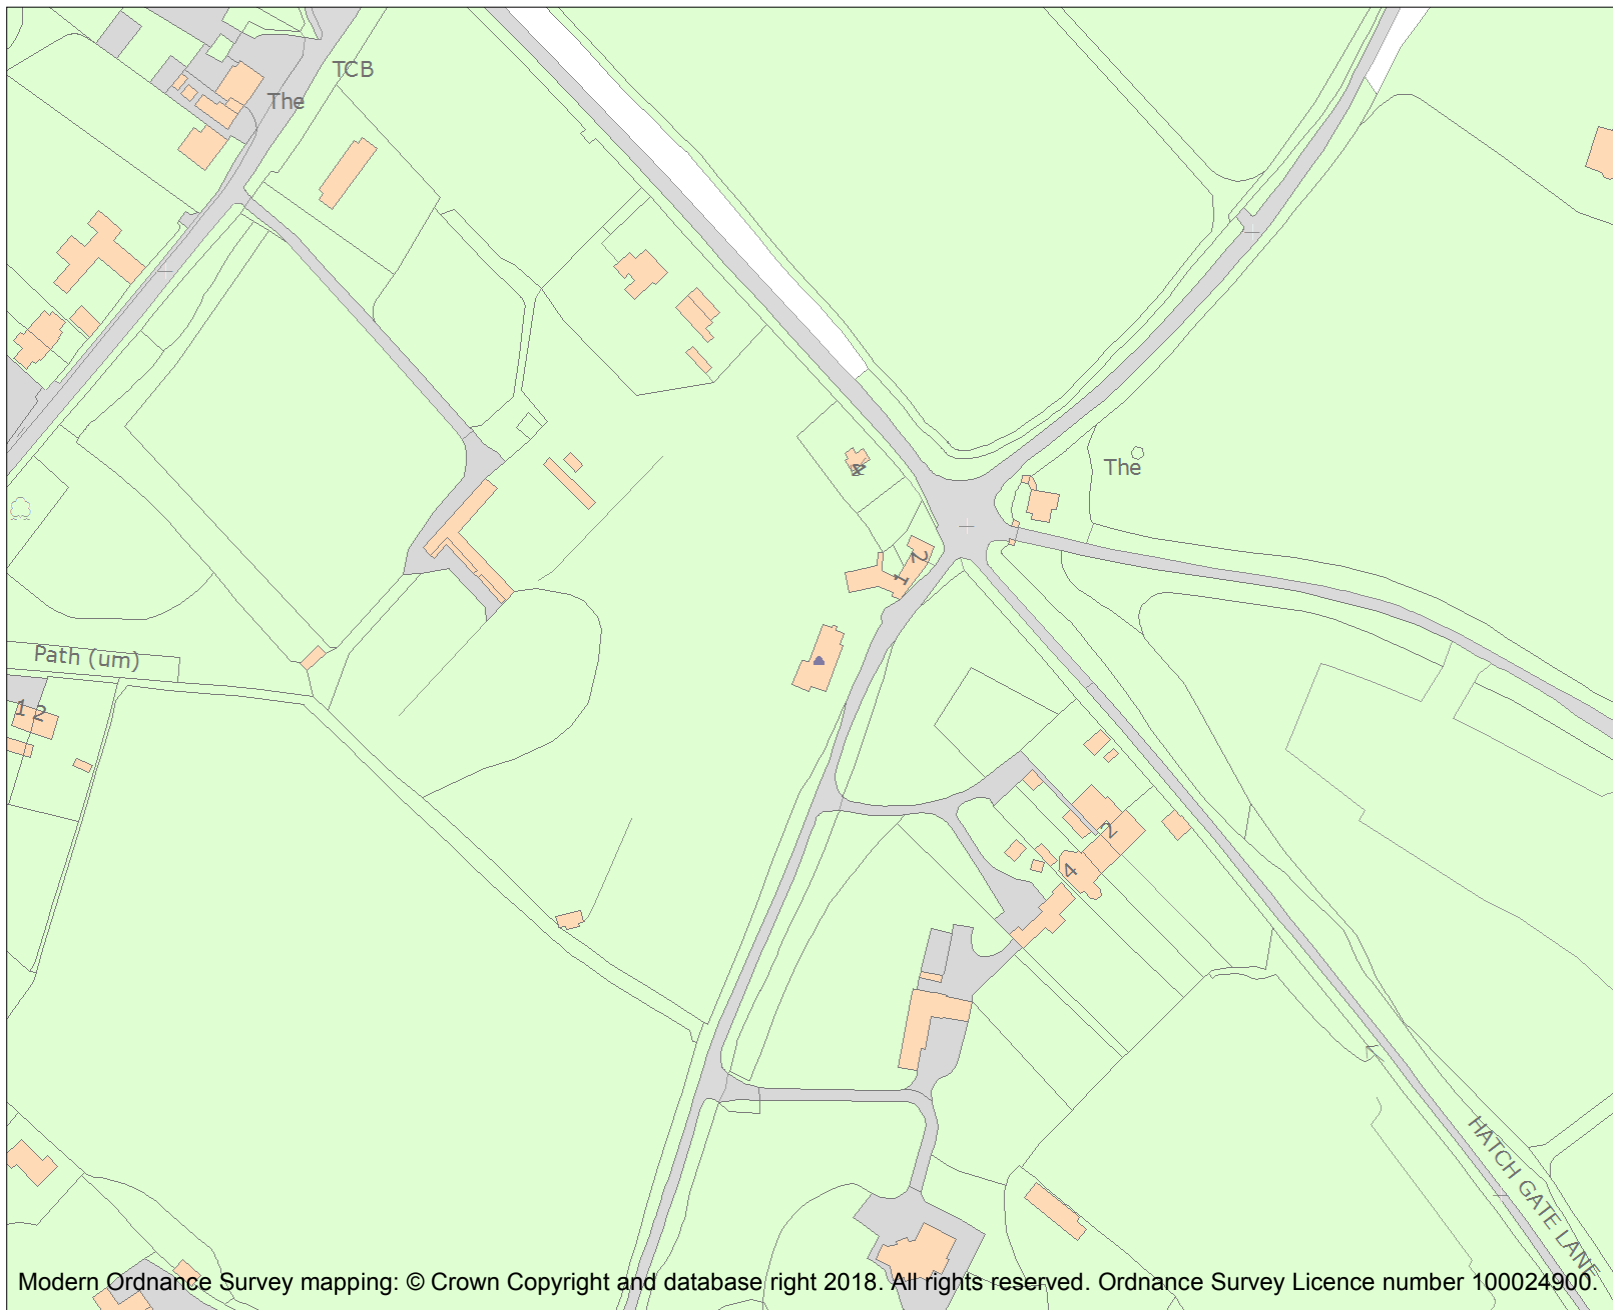 TCB
The
The
4
2
1
Path (um)
1 2
2
4
HATCH GATE LANE
Modern Ordnance Survey mapping: © Crown Copyright and database right 2018. All rights reserved. Ordnance Survey Licence number 100024900.